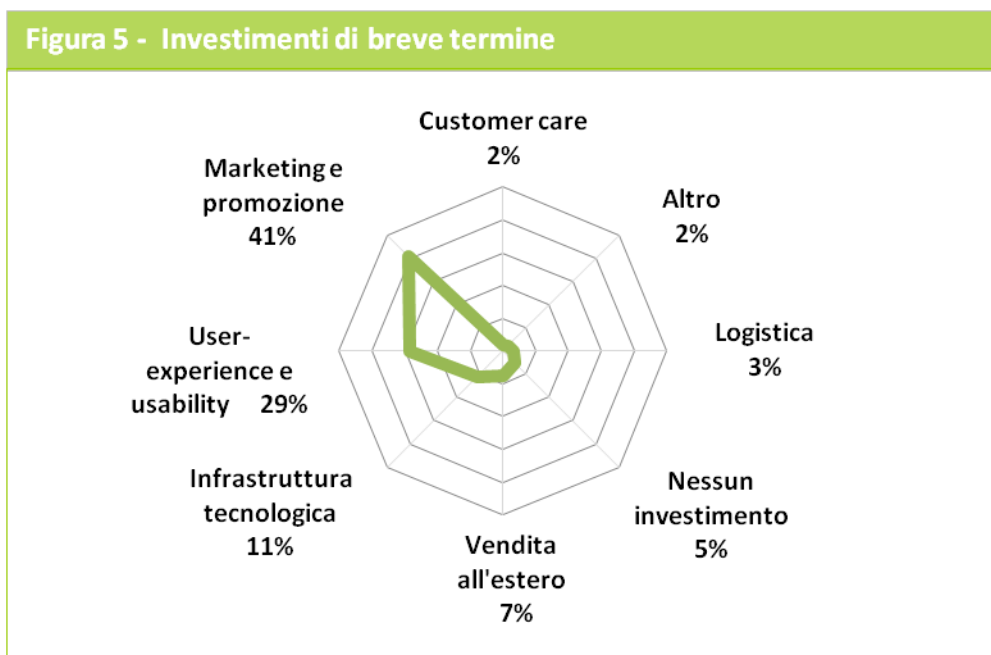 Figura 5 - Investimenti di breve termine
Customer care
2%
Altro
2%
Logistica
3%
Nessun
investimento
5%
Vendita
all'estero
7%
Infrastruttura
tecnologica
11%
User-
experience e
usability 29%
Marketing e
promozione
41%